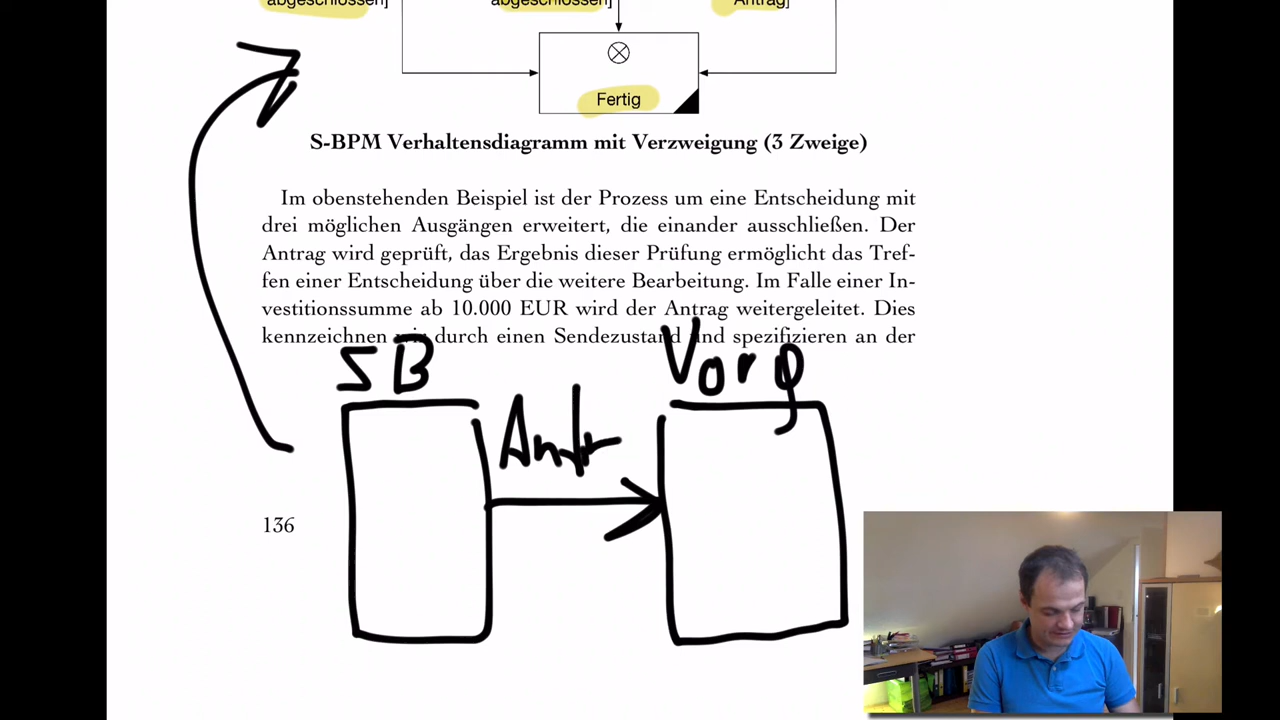 abgeschlossen] abgeschlossen] Antrag]
Fertig
S-BPM Verhaltensdiagramm mit Verzweigung (3 Zweige)
Im obenstehenden Beispiel ist der Prozess um eine Entscheidung mit
drei möglichen Ausgängen erweitert, die einander ausschließen. Der
Antrag wird geprüft, das Ergebnis dieser Prüfung ermöglicht das Tref-
fen einer Entscheidung über die weitere Bearbeitung. Im Falle einer In-
vestitionssumme ab 10.000 EUR wird der Antrag weitergeleitet. Dies
kennzeichnen wir durch einen Sendezustand und spezifizieren an der
SB Vorg
Antr
136